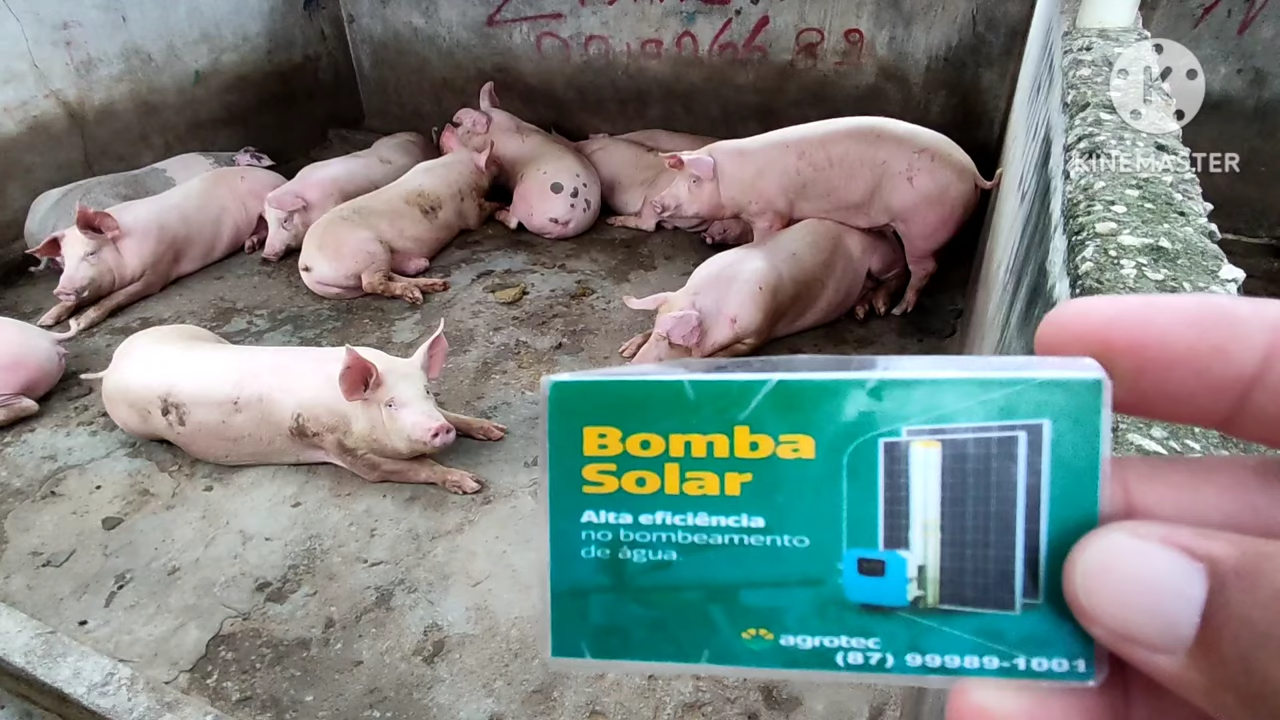 KINEMASTER
Bomba
Solar
Alta eficiência
no bombeamento
de água.
agrotec
(87) 99989-1001